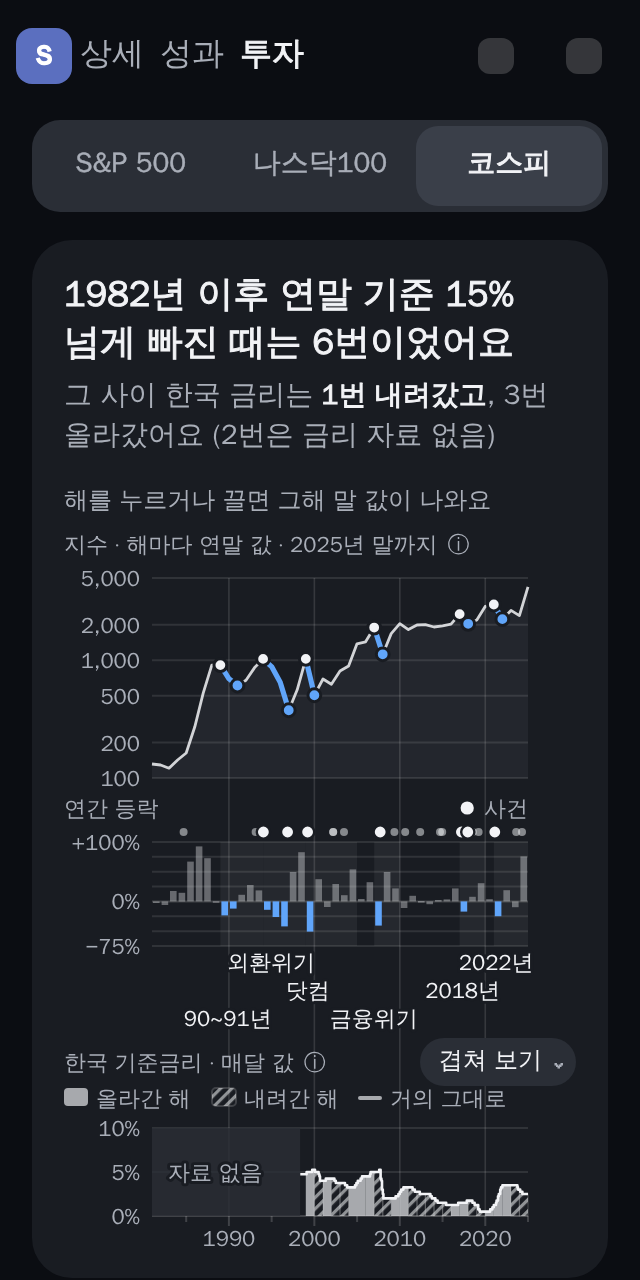 S 상세 성과 투자
S&P 500 나스닥100 코스피
1982년 이후 연말 기준 15%
넘게 빠진 때는 6번이었어요
그 사이 한국 금리는 1번 내려갔고, 3번
올라갔어요 (2번은 금리 자료 없음)
해를 누르거나 끌면 그해 말 값이 나와요
지수 · 해마다 연말 값 · 2025년 말까지 ⓘ
5,000
2,000
1,000
500
200
100
연간 등락 사건
+100%
0%
−75%
외환위기 2022년
닷컴 2018년
90~91년 금융위기
한국 기준금리 · 매달 값 ⓘ 겹쳐 보기
올라간 해 내려간 해 거의 그대로
10%
5%
자료 없음
0%
1990 2000 2010 2020